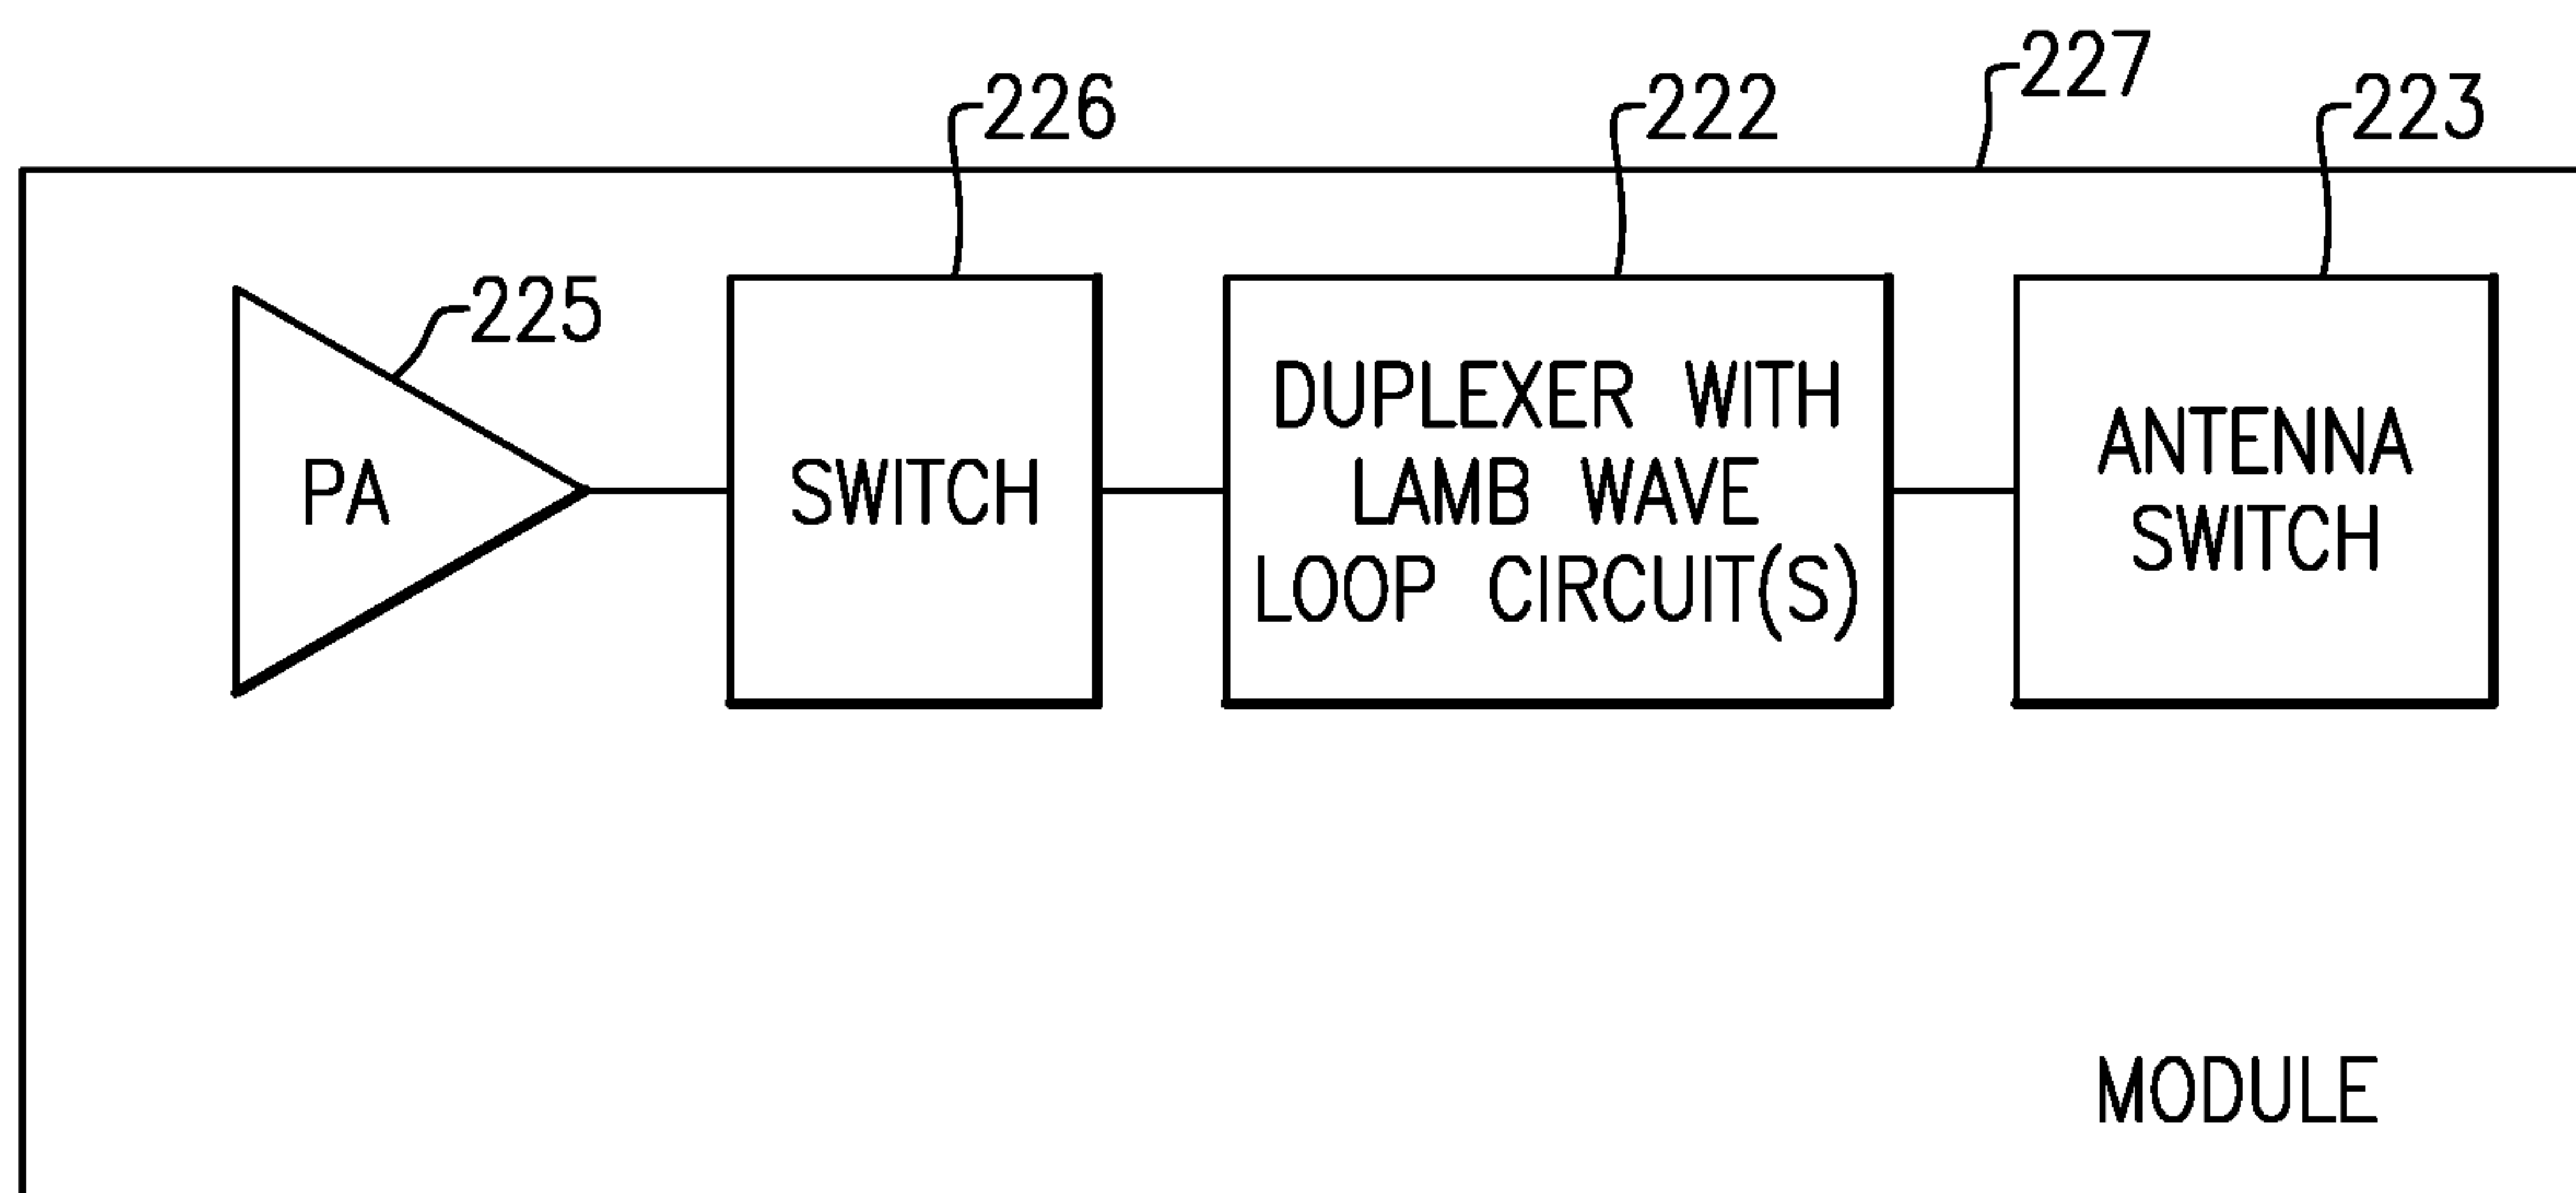 227
226
222
223
225
PA
SWITCH
DUPLEXER WITH
LAMB WAVE
LOOP CIRCUIT(S)
ANTENNA
SWITCH
MODULE